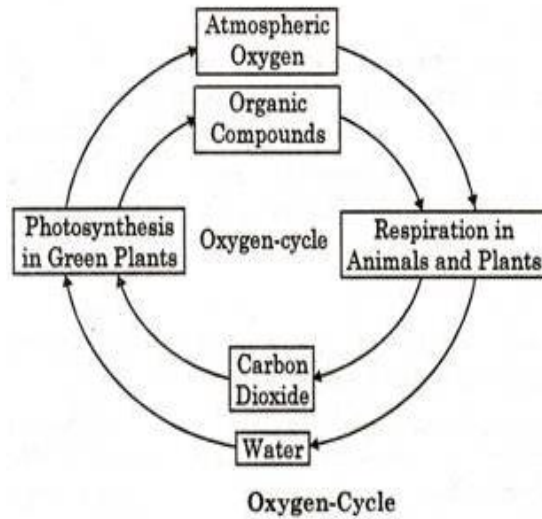 Atmospheric
Oxygen
Organic
Compounds
Photosynthesis
in Green Plants
Oxygen-cycle
Respiration in
Animals and Plants
Carbon
Dioxide
Water
Oxygen-Cycle